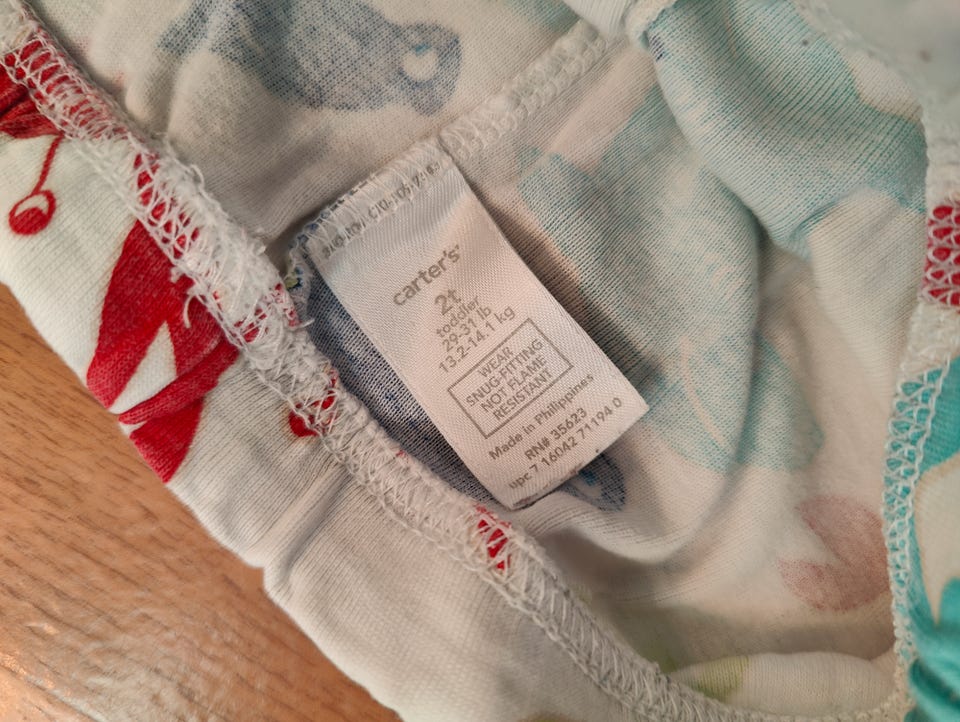 carter's
2t
toddler
29-31 lb
13.2-14.1 kg
WEAR
SNUG-FITTING
NOT FLAME
RESISTANT
Made in Philippines
RN# 35623
upc 7 16042 71194 0